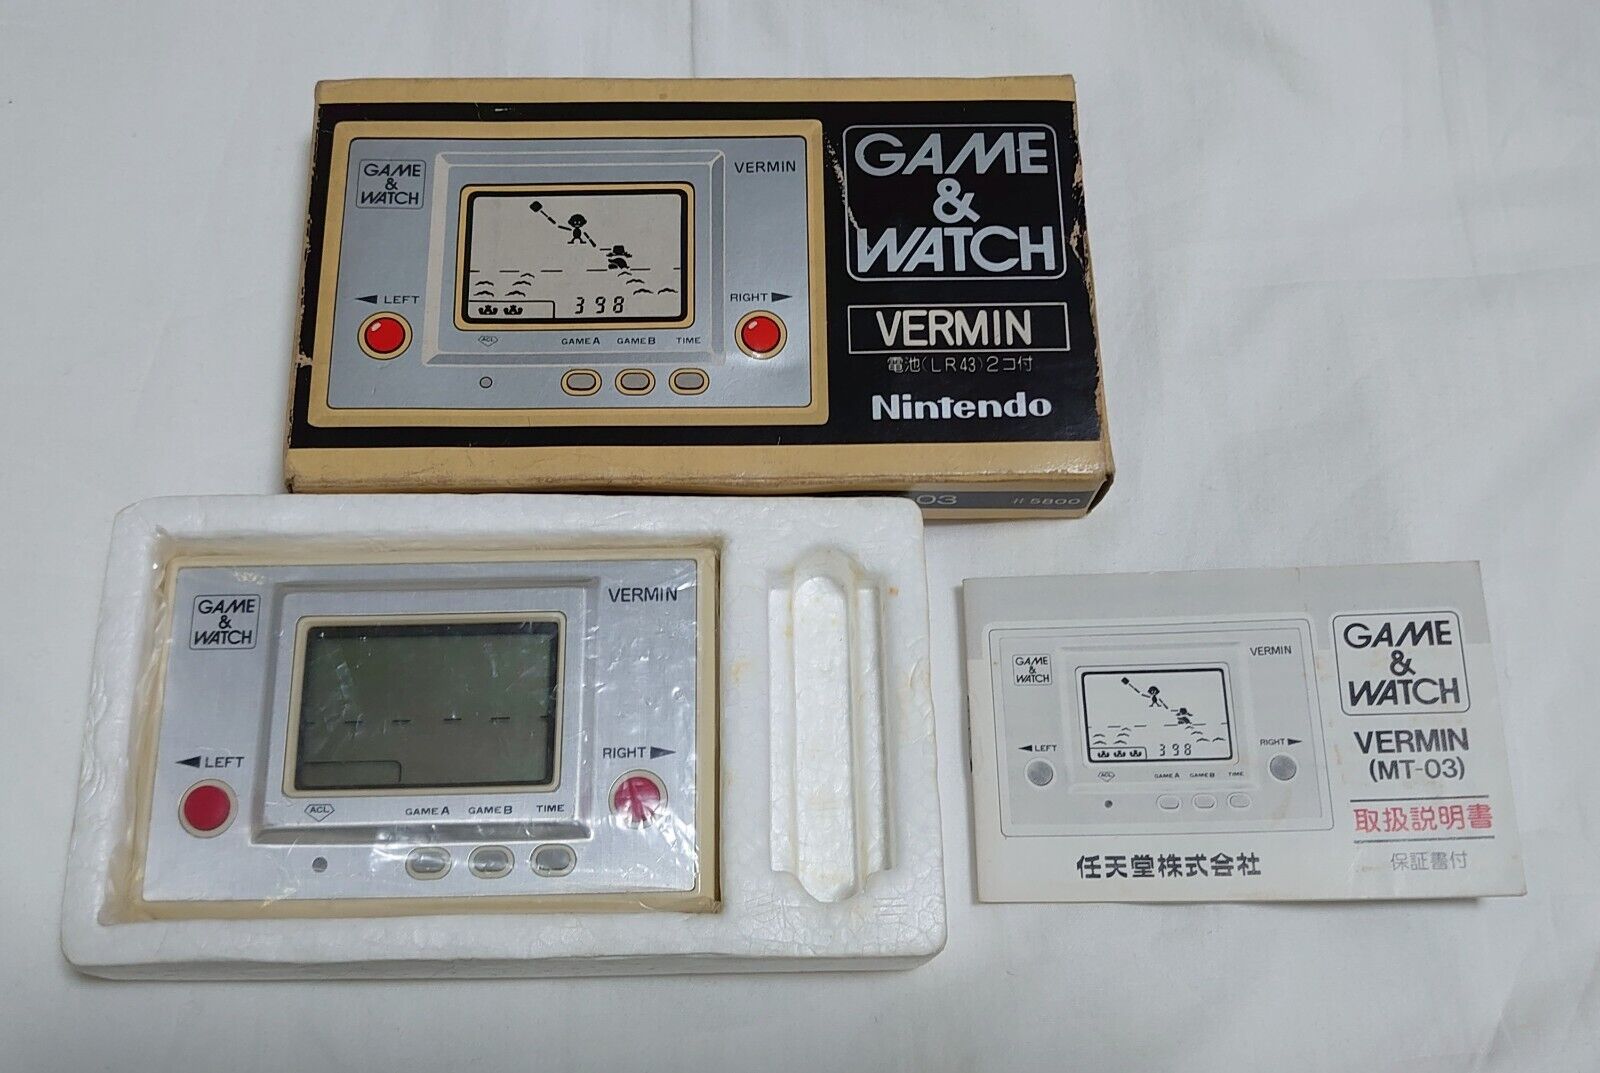 GAME
&
WATCH
VERMIN
◀ LEFT
RIGHT ▶
398
ACL
GAME A GAME B TIME
GAME
&
WATCH
VERMIN
電池(LR43)2コ付
Nintendo
03 #5800
GAME
&
WATCH
VERMIN
◀ LEFT
RIGHT ▶
ACL
GAME A GAME B TIME
GAME
&
WATCH
VERMIN
◀ LEFT
RIGHT ▶
398
ACL
GAME A GAME B TIME
任天堂株式会社
GAME
&
WATCH
VERMIN
(MT-03)
取扱説明書
保証書付